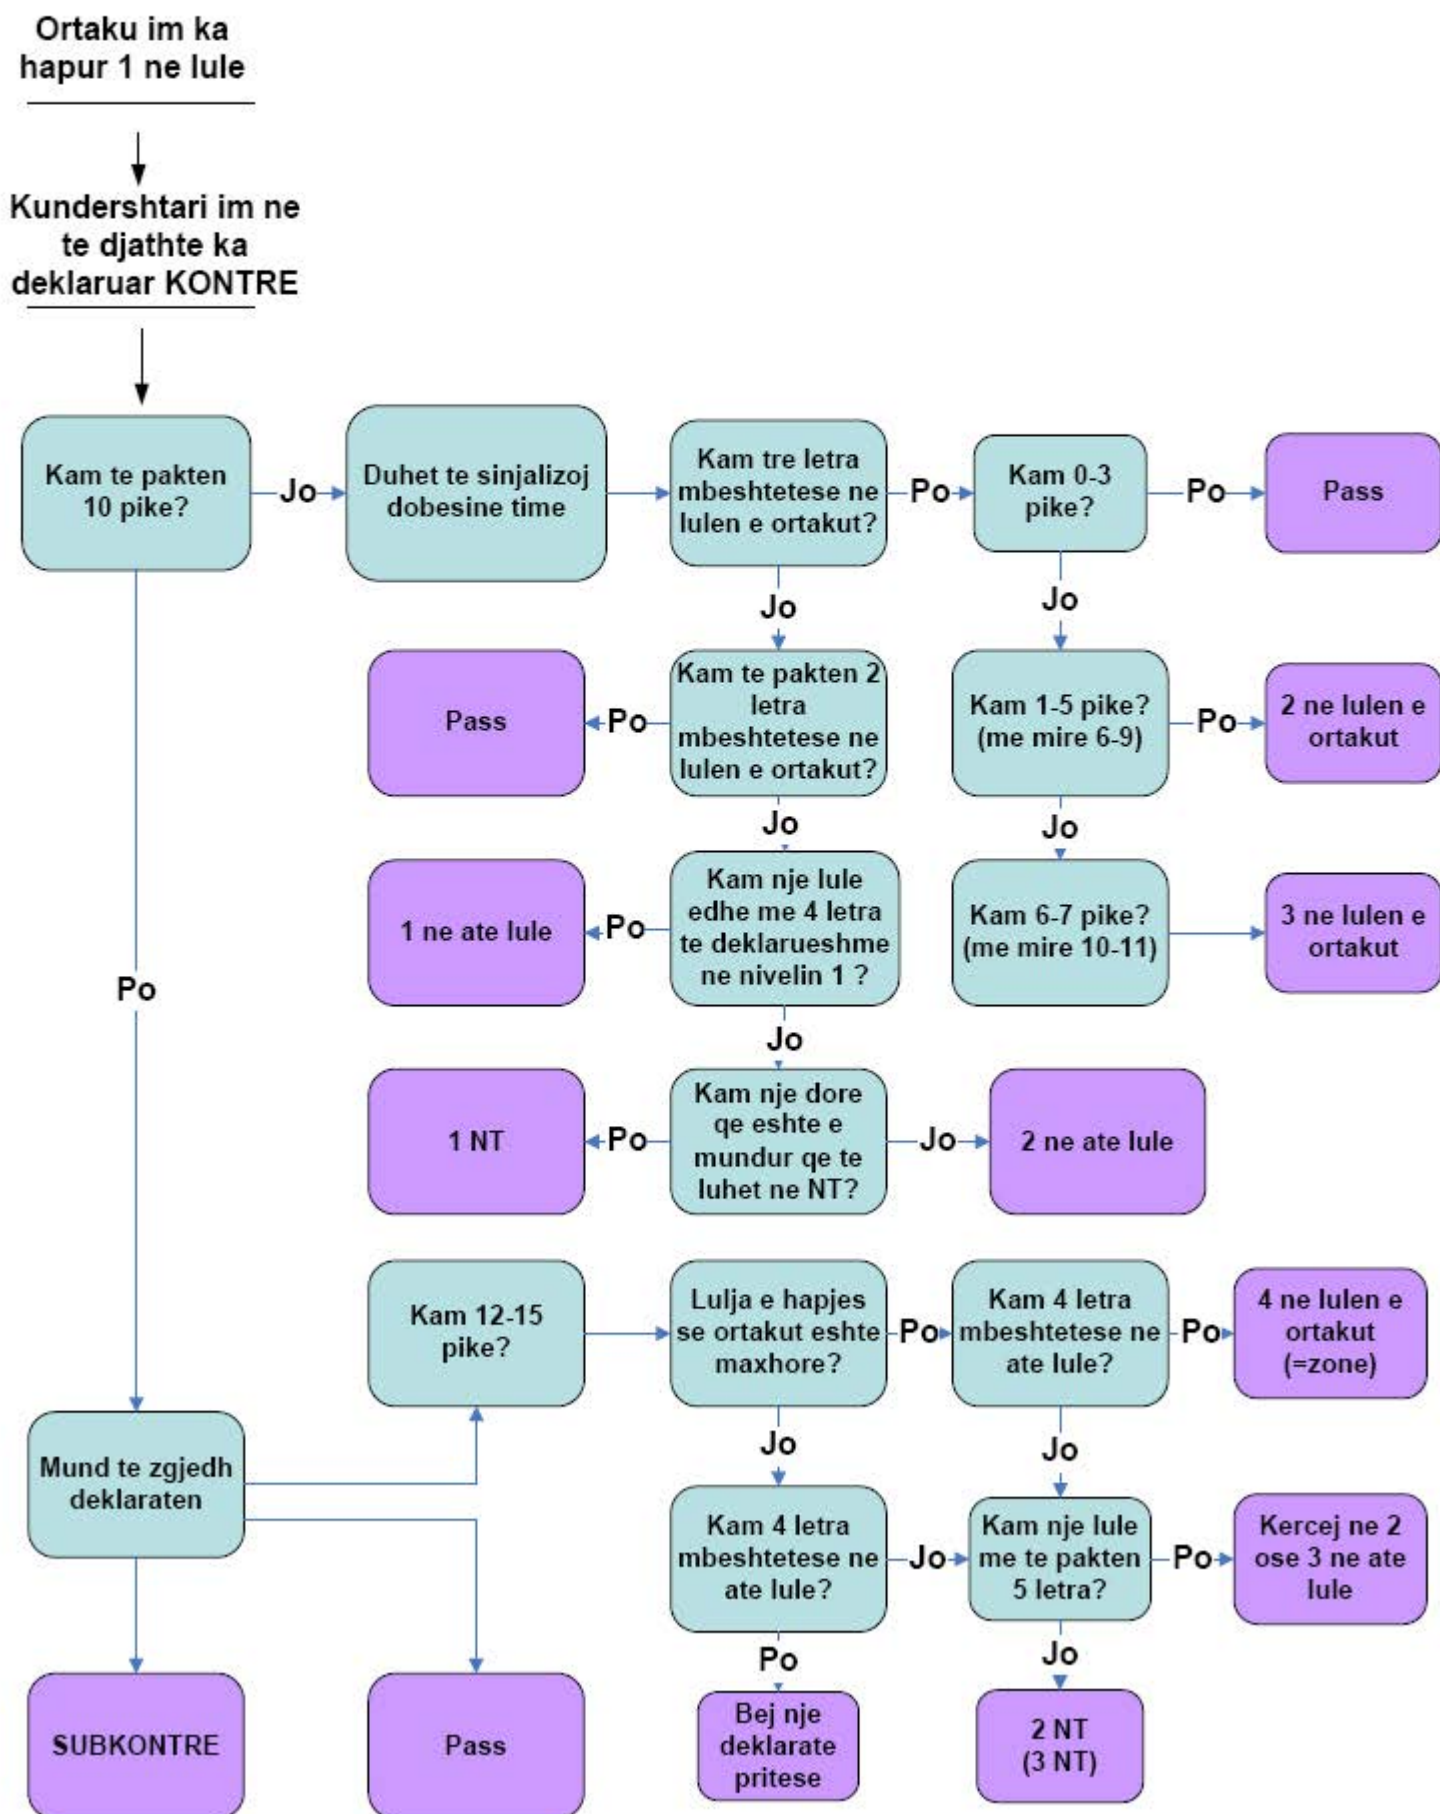 Ortaku im ka
hapur 1 ne lule
Kundershtari im ne
te djathte ka
deklaruar KONTRE
Kam te pakten
10 pike?
Jo
Duhet te sinjalizoj
dobesine time
Kam tre letra
mbeshtetese ne
lulen e ortakut?
Po
Kam 0-3
pike?
Po
Pass
Jo
Jo
Pass
Po
Kam te pakten 2
letra
mbeshtetese ne
lulen e ortakut?
Kam 1-5 pike?
(me mire 6-9)
Po
2 ne lulen e
ortakut
Jo
Jo
1 ne ate lule
Po
Kam nje lule
edhe me 4 letra
te deklarueshme
ne nivelin 1 ?
Kam 6-7 pike?
(me mire 10-11)
3 ne lulen e
ortakut
Po
Jo
1 NT
Po
Kam nje dore
qe eshte e
mundur qe te
luhet ne NT?
Jo
2 ne ate lule
Kam 12-15
pike?
Lulja e hapjes
se ortakut eshte
maxhore?
Po
Kam 4 letra
mbeshtetese ne
ate lule?
Po
4 ne lulen e
ortakut
(=zone)
Jo
Jo
Mund te zgjedh
deklaraten
Kam 4 letra
mbeshtetese ne
ate lule?
Jo
Kam nje lule
me te pakten
5 letra?
Po
Kercej ne 2
ose 3 ne ate
lule
Po
Jo
SUBKONTRE
Pass
Bej nje
deklarate
pritese
2 NT
(3 NT)